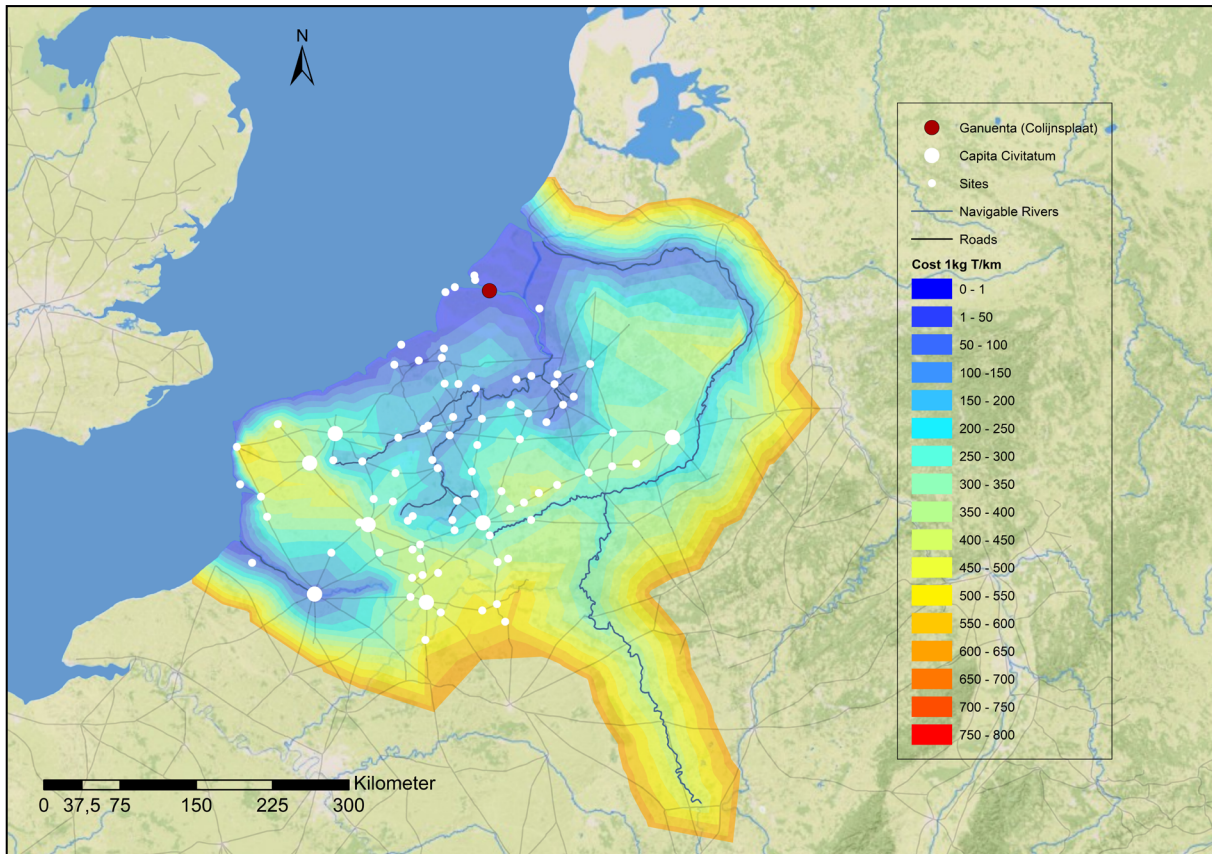 N
Ganuenta (Colijnsplaat)
Capita Civitatum
Sites
Navigable Rivers
Roads
Cost 1kg T/km
0 - 1
1 - 50
50 - 100
100 -150
150 - 200
200 - 250
250 - 300
300 - 350
350 - 400
400 - 450
450 - 500
500 - 550
550 - 600
600 - 650
650 - 700
700 - 750
750 - 800
Kilometer
0 37,5 75 150 225 300